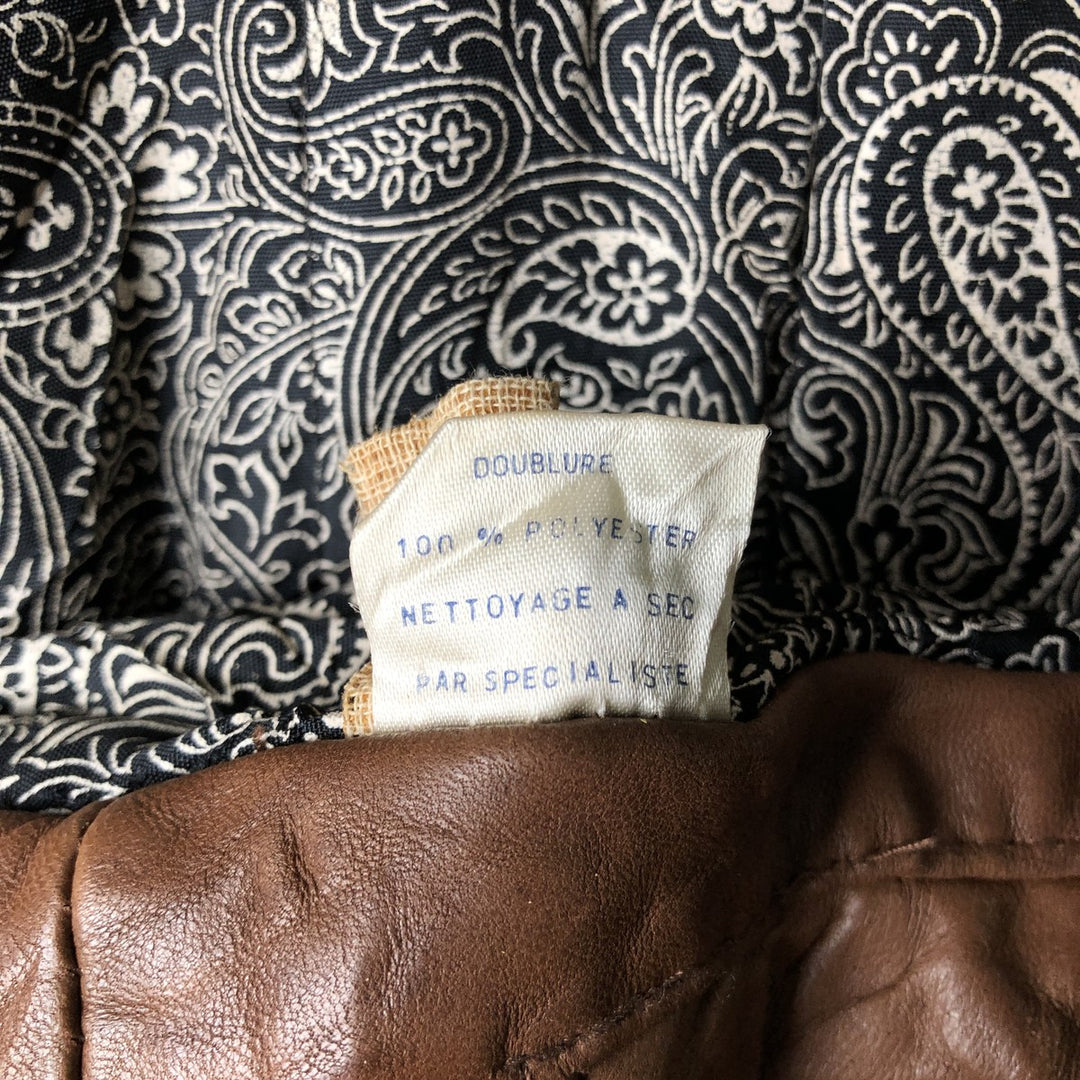 DOUBLURE
100 % POLYESTER
NETTOYAGE A SEC
PAR SPECIALISTE